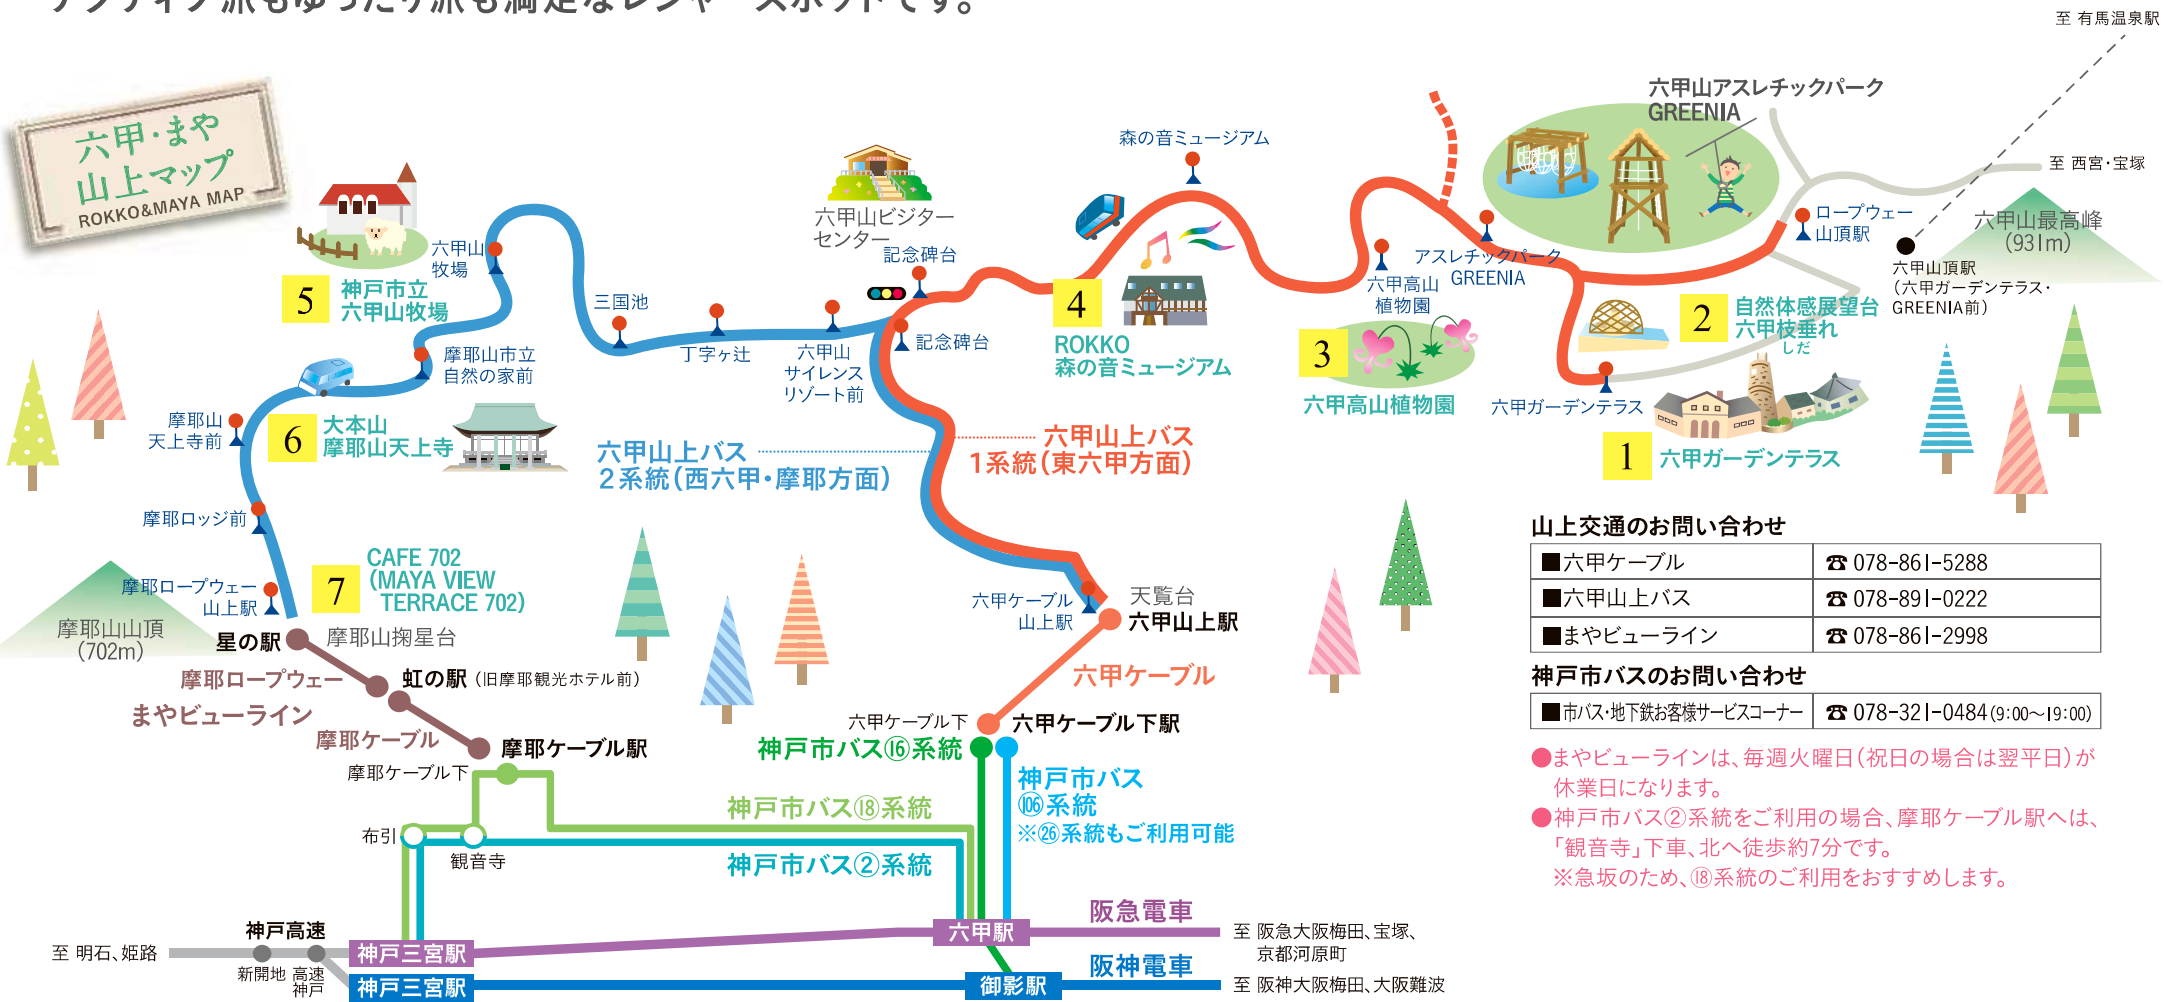 アクティブ派もゆったり派も満足なレジャースポットです。
六甲・まや
山上マップ
ROKKO&MAYA MAP
至 有馬温泉駅
六甲山アスレチックパーク
GREENIA
至 西宮・宝塚
六甲山最高峰
(931m)
ロープウェー
山頂駅
六甲山頂駅
(六甲ガーデンテラス・
GREENIA前)
森の音ミュージアム
アスレチックパーク
GREENIA
六甲高山
植物園
六甲山ビジター
センター
記念碑台
記念碑台
六甲山
牧場
三国池
丁字ヶ辻
六甲山
サイレンス
リゾート前
5 神戸市立
六甲山牧場
4
ROKKO
森の音ミュージアム
3
六甲高山植物園
2 自然体感展望台
六甲枝垂れ
しだ
六甲ガーデンテラス
1 六甲ガーデンテラス
摩耶山市立
自然の家前
摩耶山
天上寺前
6 大本山
摩耶山天上寺
六甲山上バス
2系統(西六甲・摩耶方面)
六甲山上バス
1系統(東六甲方面)
摩耶ロッジ前
7 CAFE 702
(MAYA VIEW
TERRACE 702)
摩耶ロープウェー
山上駅
摩耶山山頂
(702m)
星の駅
摩耶山掬星台
摩耶ロープウェー
虹の駅(旧摩耶観光ホテル前)
まやビューライン
摩耶ケーブル
摩耶ケーブル駅
摩耶ケーブル下
六甲ケーブル
山上駅
天覧台
六甲山上駅
六甲ケーブル
六甲ケーブル下
六甲ケーブル下駅
神戸市バス⑯系統
神戸市バス
106系統
※㉖系統もご利用可能
神戸市バス⑱系統
神戸市バス②系統
布引
観音寺
阪急電車
至 阪急大阪梅田、宝塚、
京都河原町
六甲駅
神戸高速
至 明石、姫路
新開地
高速
神戸
神戸三宮駅
神戸三宮駅
阪神電車
御影駅
至 阪神大阪梅田、大阪難波
山上交通のお問い合わせ
■六甲ケーブル ☎078-861-5288
■六甲山上バス ☎078-891-0222
■まやビューライン ☎078-861-2998
神戸市バスのお問い合わせ
■市バス・地下鉄お客様サービスコーナー ☎078-321-0484(9:00〜19:00)
●まやビューラインは、毎週火曜日(祝日の場合は翌平日)が
休業日になります。
●神戸市バス②系統をご利用の場合、摩耶ケーブル駅へは、
「観音寺」下車、北へ徒歩約7分です。
※急坂のため、⑱系統のご利用をおすすめします。